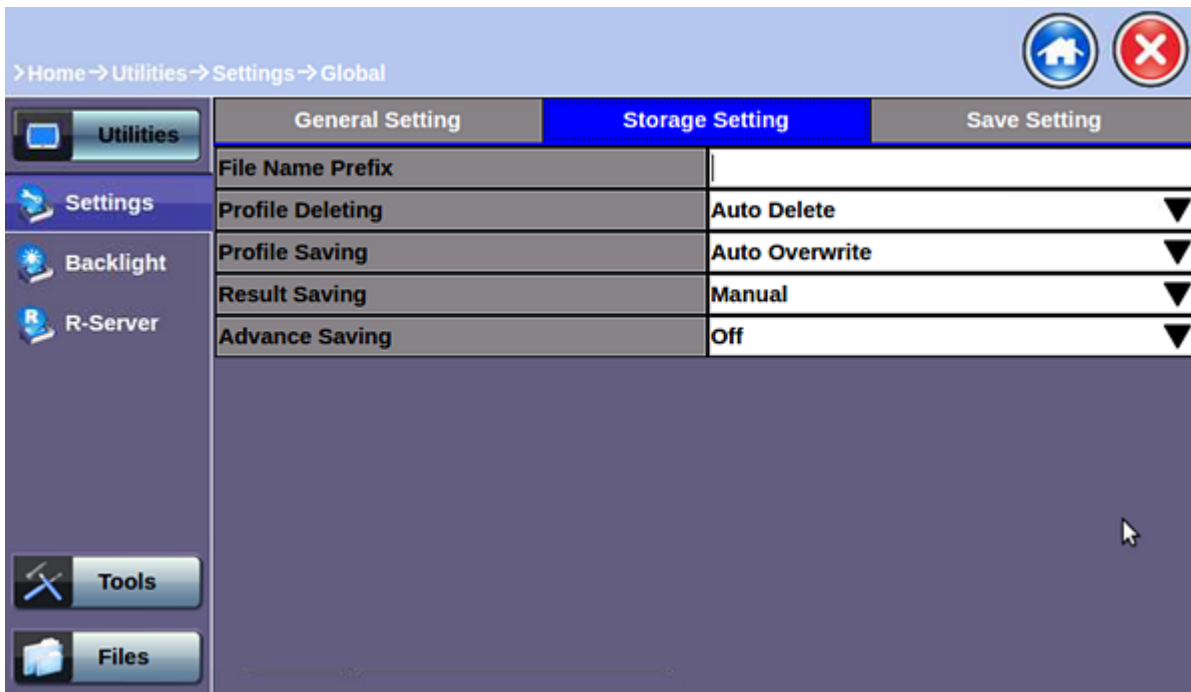 >Home→Utilities→Settings→Global
Utilities
General Setting
Storage Setting
Save Setting
File Name Prefix
Settings
Profile Deleting
Auto Delete
Profile Saving
Auto Overwrite
Backlight
Result Saving
Manual
R
R-Server
Advance Saving
Off
Tools
Files